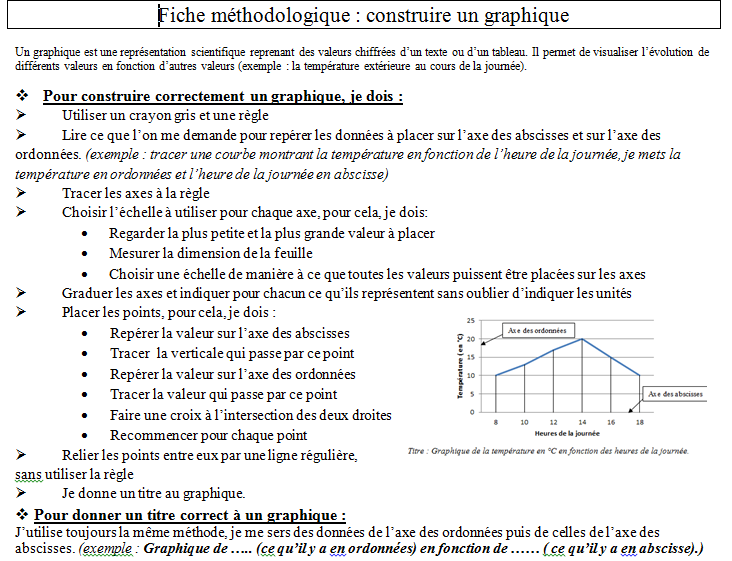 Fiche méthodologique : construire un graphique
Un graphique est une représentation scientifique reprenant des valeurs chiffrées d'un texte ou d'un tableau. Il permet de visualiser l'évolution de
différents valeurs en fonction d'autres valeurs (exemple : la température extérieure au cours de la journée).
❖ Pour construire correctement un graphique, je dois :
➢ Utiliser un crayon gris et une règle
➢ Lire ce que l'on me demande pour repérer les données à placer sur l'axe des abscisses et sur l'axe des
ordonnées. (exemple : tracer une courbe montrant la température en fonction de l'heure de la journée, je mets la
température en ordonnées et l'heure de la journée en abscisse)
➢ Tracer les axes à la règle
➢ Choisir l'échelle à utiliser pour chaque axe, pour cela, je dois:
• Regarder la plus petite et la plus grande valeur à placer
• Mesurer la dimension de la feuille
• Choisir une échelle de manière à ce que toutes les valeurs puissent être placées sur les axes
➢ Graduer les axes et indiquer pour chacun ce qu'ils représentent sans oublier d'indiquer les unités
➢ Placer les points, pour cela, je dois :
• Repérer la valeur sur l'axe des abscisses
• Tracer la verticale qui passe par ce point
• Repérer la valeur sur l'axe des ordonnées
• Tracer la valeur qui passe par ce point
• Faire une croix à l'intersection des deux droites
• Recommencer pour chaque point
➢ Relier les points entre eux par une ligne régulière,
sans utiliser la règle
➢ Je donne un titre au graphique.
Température (en °C)
25
20
15
10
5
0
Axe des ordonnées
Axe des abscisses
8 10 12 14 16 18
Heures de la journée
Titre : Graphique de la température en °C en fonction des heures de la journée.
❖ Pour donner un titre correct à un graphique :
J'utilise toujours la même méthode, je me sers des données de l'axe des ordonnées puis de celles de l'axe des
abscisses. (exemple : Graphique de ….. (ce qu'il y a en ordonnées) en fonction de …… ( ce qu'il y a en abscisse).)